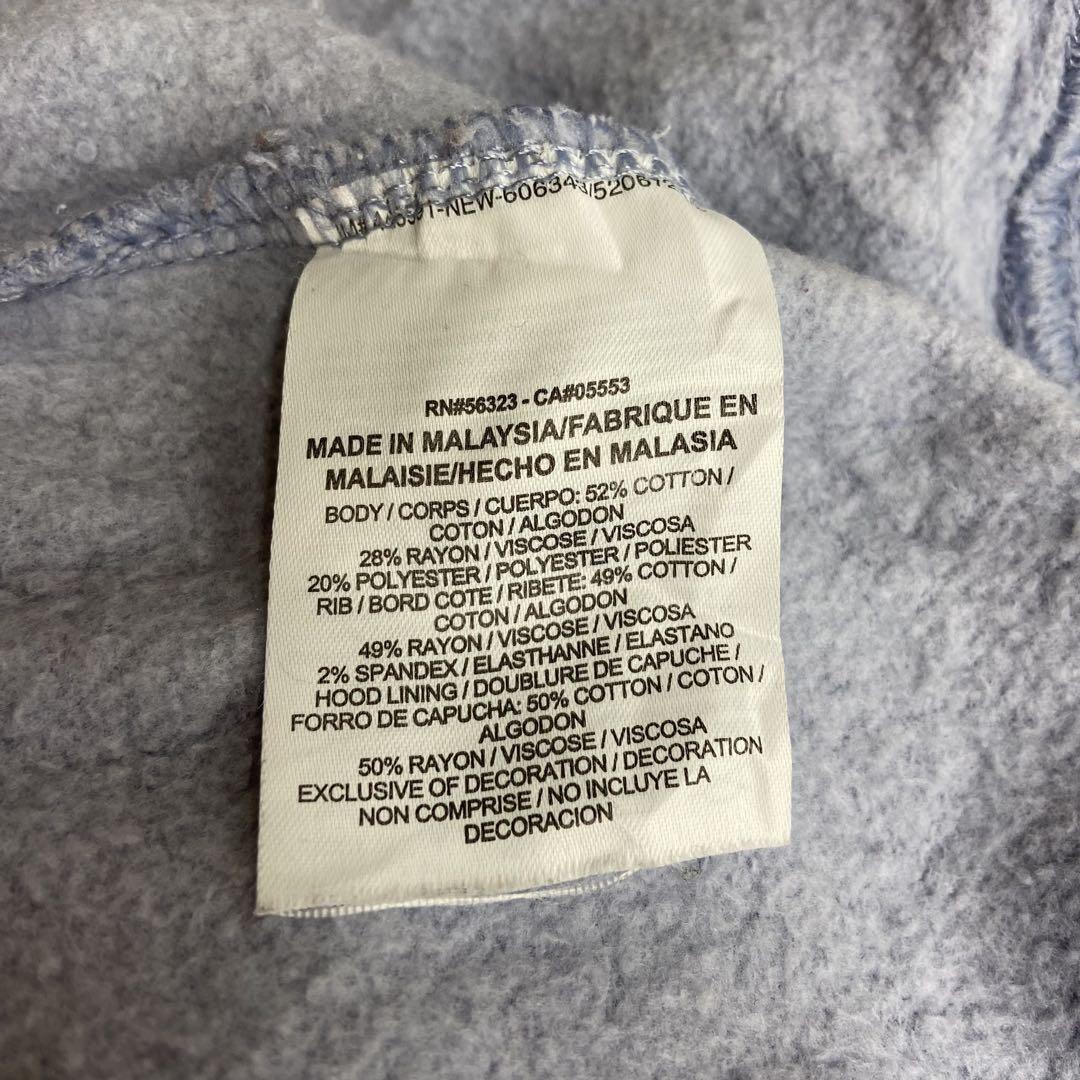 RN#56323 - CA#05553
MADE IN MALAYSIA/FABRIQUE EN
MALAISIE/HECHO EN MALASIA
BODY / CORPS / CUERPO: 52% COTTON /
COTON / ALGODON
28% RAYON / VISCOSE / VISCOSA
20% POLYESTER / POLYESTER / POLIESTER
RIB / BORD COTE / RIBETE: 49% COTTON /
COTON / ALGODON
49% RAYON / VISCOSE / VISCOSA
2% SPANDEX / ELASTHANNE / ELASTANO
HOOD LINING / DOUBLURE DE CAPUCHE /
FORRO DE CAPUCHA: 50% COTTON / COTON /
ALGODON
50% RAYON / VISCOSE / VISCOSA
EXCLUSIVE OF DECORATION / DECORATION
NON COMPRISE / NO INCLUYE LA
DECORACION